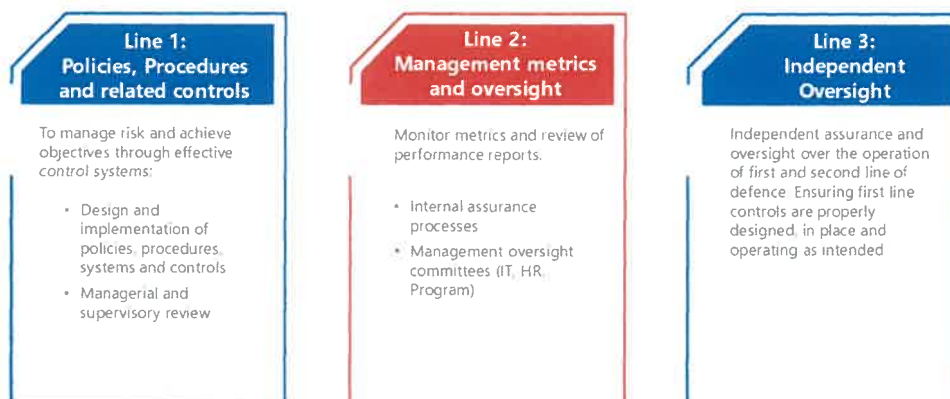 Line 1:
Policies, Procedures
and related controls
To manage risk and achieve
objectives through effective
control systems:
• Design and
implementation of
policies, procedures,
systems and controls
• Managerial and
supervisory review
Line 2:
Management metrics
and oversight
Monitor metrics and review of
performance reports.
• Internal assurance
processes
• Management oversight
committees (IT, HR,
Program)
Line 3:
Independent
Oversight
Independent assurance and
oversight over the operation
of first and second line of
defence. Ensuring first line
controls are properly
designed, in place and
operating as intended